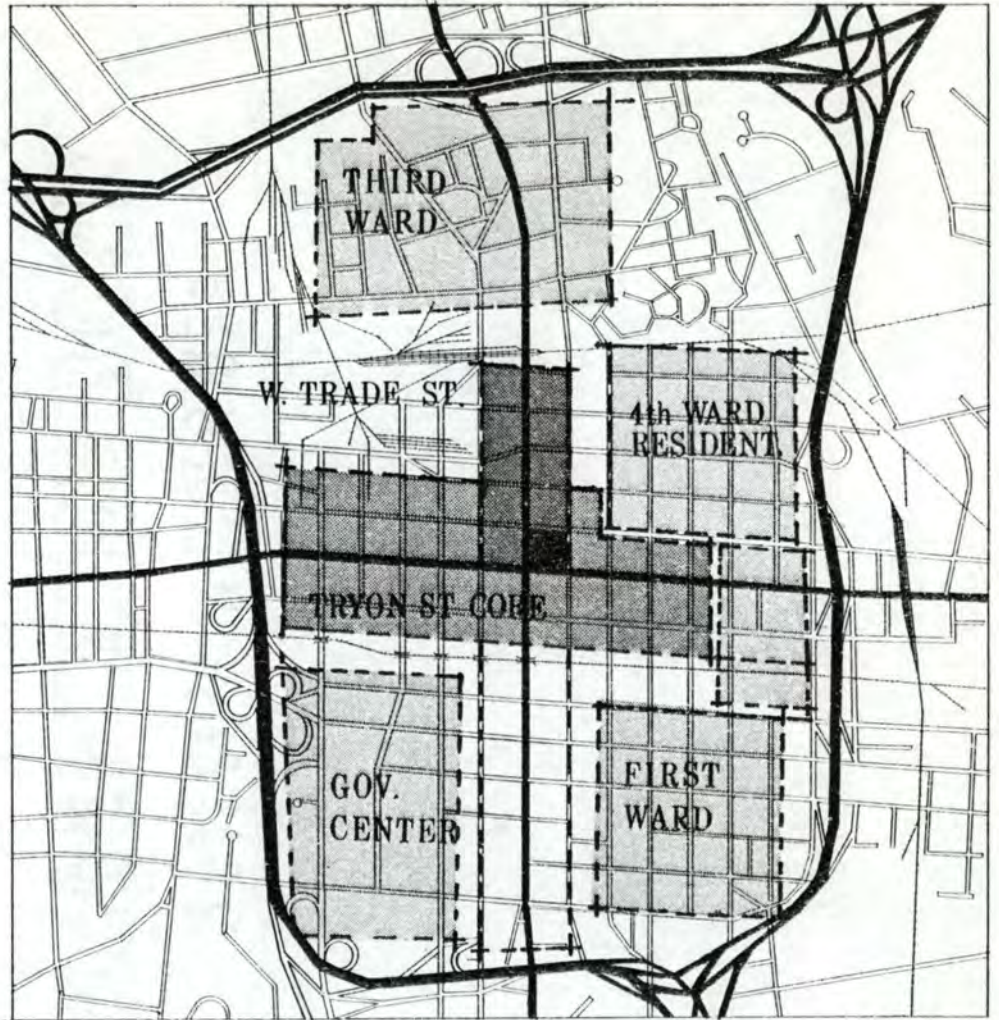 THIRD
WARD
W. TRADE ST.
4th WARD
RESIDENT.
TRYON ST CORE
GOV.
CENTER
FIRST
WARD